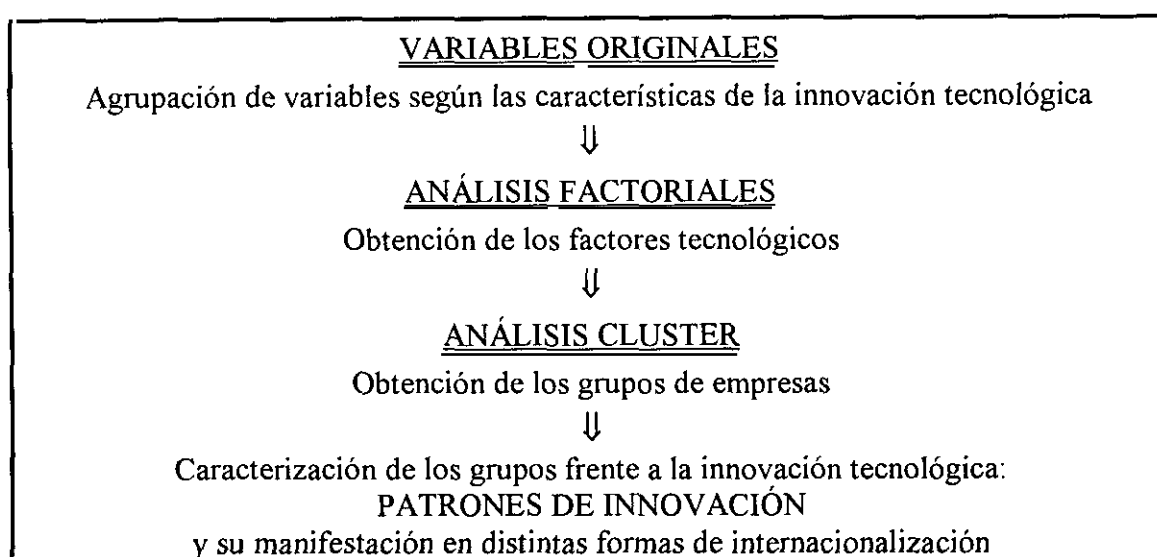 VARIABLES ORIGINALES
Agrupación de variables según las características de la innovación tecnológica
⇓
ANÁLISIS FACTORIALES
Obtención de los factores tecnológicos
⇓
ANÁLISIS CLUSTER
Obtención de los grupos de empresas
⇓
Caracterización de los grupos frente a la innovación tecnológica:
PATRONES DE INNOVACIÓN
y su manifestación en distintas formas de internacionalización